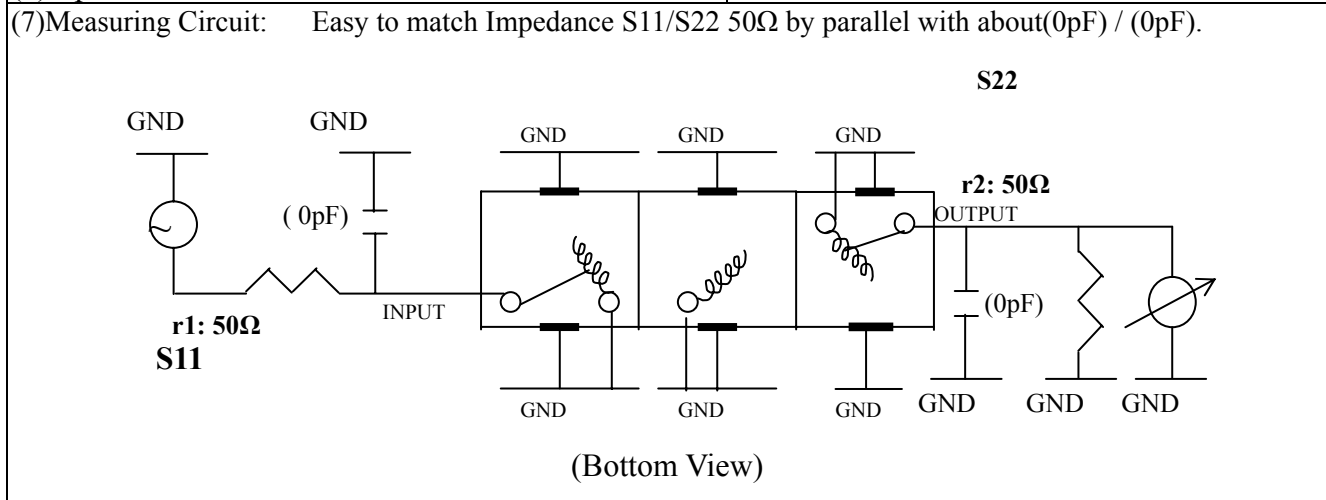 (7)Measuring Circuit: Easy to match Impedance S11/S22 50Ω by parallel with about(0pF) / (0pF).
S22
GND GND GND GND GND
r2: 50Ω
( 0pF) OUTPUT
(0pF)
INPUT
r1: 50Ω
S11
GND GND GND GND GND GND
(Bottom View)